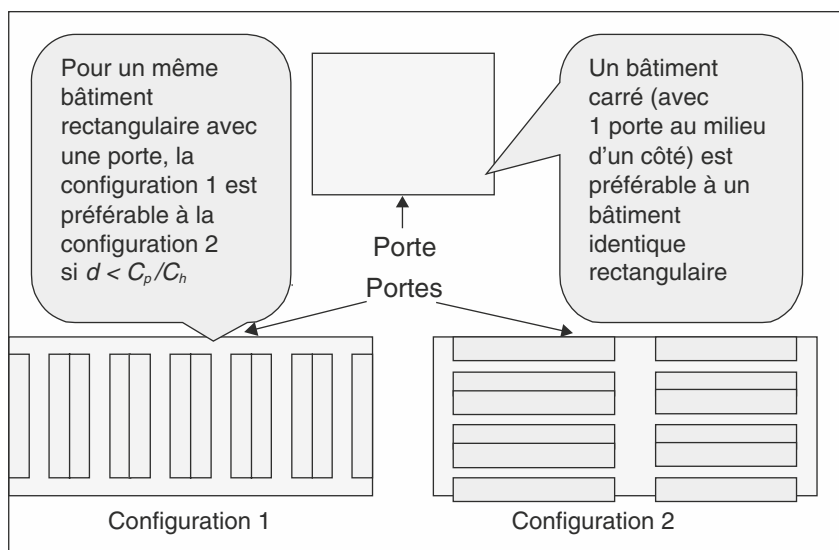 Pour un même
bâtiment
rectangulaire avec
une porte, la
configuration 1 est
préférable à la
configuration 2
si d < Cp/Ch
Un bâtiment
carré (avec
1 porte au milieu
d'un côté) est
préférable à un
bâtiment
identique
rectangulaire
Porte
Portes
Configuration 1
Configuration 2